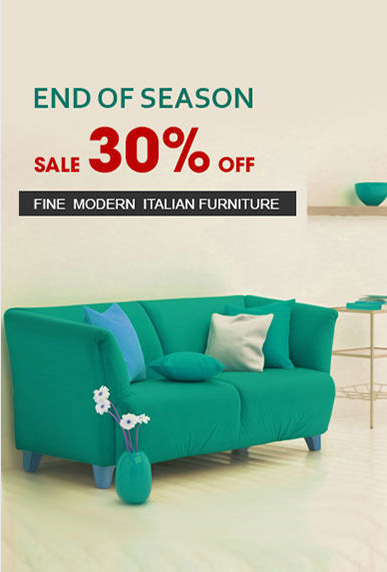 END OF SEASON
SALE 30% OFF
FINE MODERN ITALIAN FURNITURE